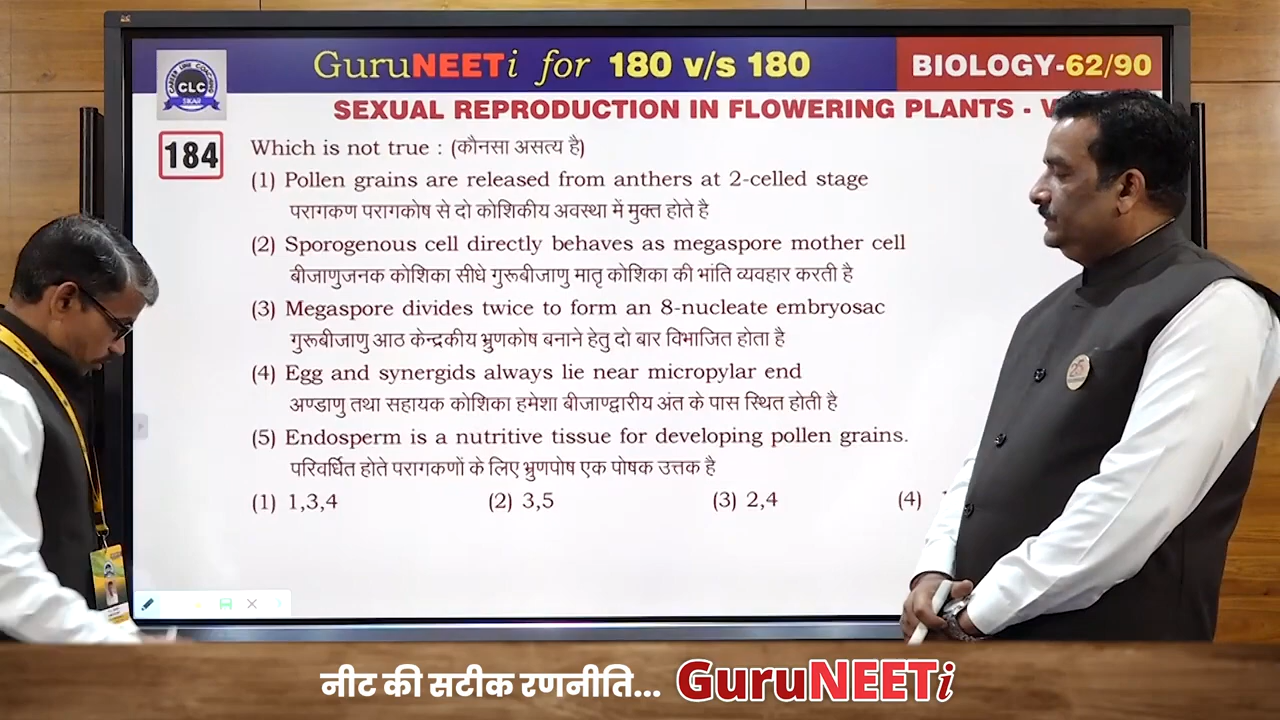 GuruNEETi for 180 v/s 180
BIOLOGY-62/90
CAREER LINE COACHING
CLC
SIKAR
SEXUAL REPRODUCTION IN FLOWERING PLANTS -
184
Which is not true : (कौनसा असत्य है)
(1) Pollen grains are released from anthers at 2-celled stage
परागकण परागकोष से दो कोशिकीय अवस्था में मुक्त होते है
(2) Sporogenous cell directly behaves as megaspore mother cell
बीजाणुजनक कोशिका सीधे गुरूबीजाणु मातृ कोशिका की भांति व्यवहार करती है
(3) Megaspore divides twice to form an 8-nucleate embryosac
गुरूबीजाणु आठ केन्द्रकीय भ्रुणकोष बनाने हेतु दो बार विभाजित होता है
(4) Egg and synergids always lie near micropylar end
अण्डाणु तथा सहायक कोशिका हमेशा बीजाण्द्वारीय अंत के पास स्थित होती है
(5) Endosperm is a nutritive tissue for developing pollen grains.
परिवर्धित होते परागकणों के लिए भ्रुणपोष एक पोषक उत्तक है
(1) 1,3,4 (2) 3,5 (3) 2,4 (4)
25
नीट की सटीक रणनीति... GuruNEETi